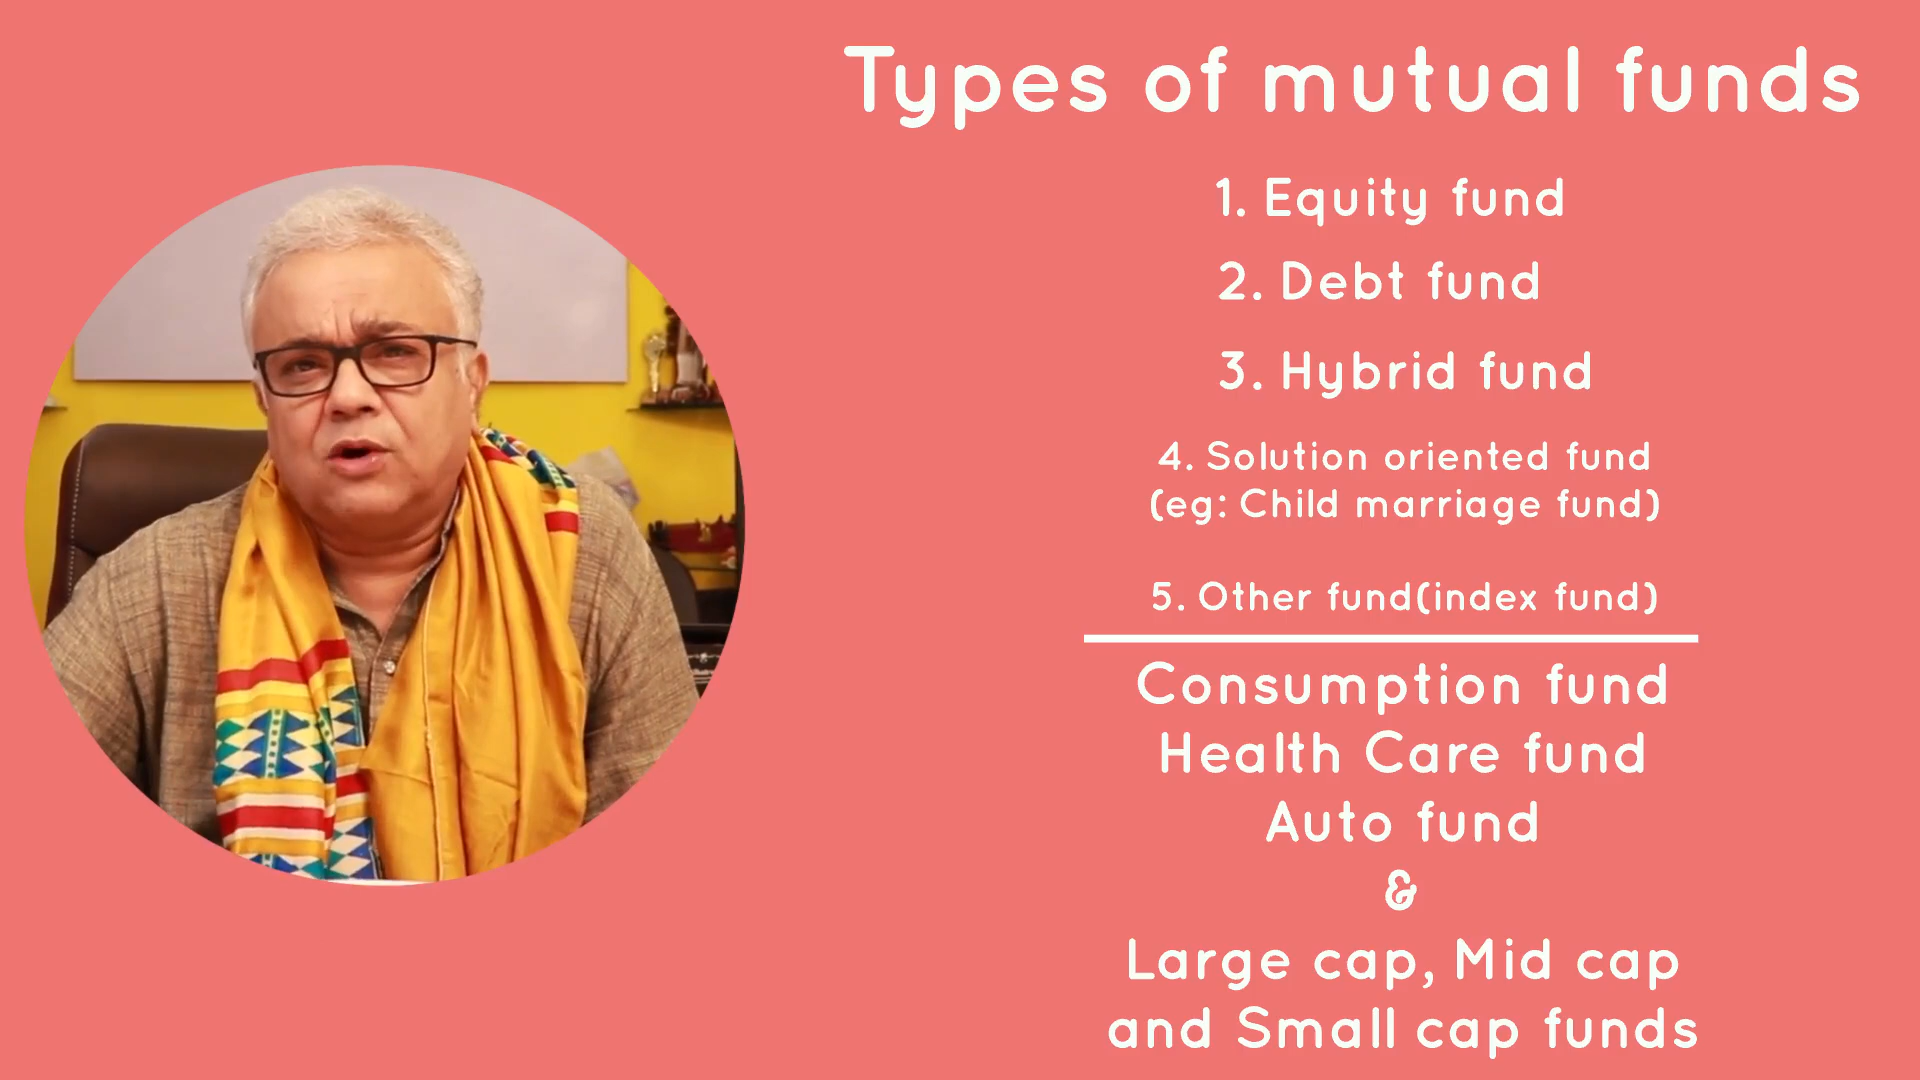 Types of mutual funds
1. Equity fund
2. Debt fund
3. Hybrid fund
4. Solution oriented fund
(eg: Child marriage fund)
5. Other fund(index fund)
Consumption fund
Health Care fund
Auto fund
&
Large cap, Mid cap
and Small cap funds